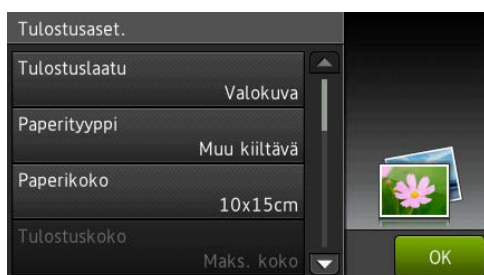 Tulostusaset.
Tulostuslaatu
Valokuva
Paperityyppi
Muu kiiltävä
Paperikoko
10x15cm
Tulostuskoko
Maks. koko
OK